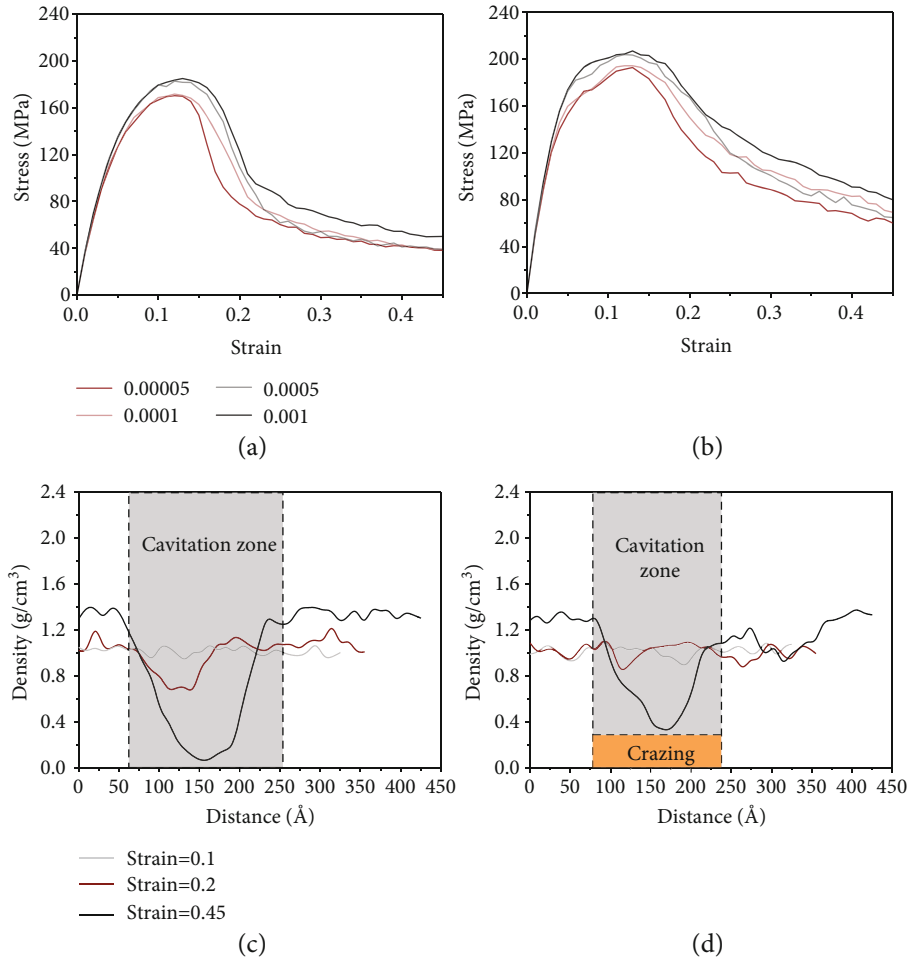 (a)
Stress (MPa)
240
200
160
120
80
40
0
0.0 0.1 0.2 0.3 0.4
Strain
(b)
Stress (MPa)
240
200
160
120
80
40
0
0.0 0.1 0.2 0.3 0.4
Strain
0.00005 0.0005
0.0001 0.001
(c)
Density (g/cm³)
2.4
2.0
1.6
1.2
0.8
0.4
0.0
Cavitation zone
0 50 100 150 200 250 300 350 400 450
Distance (Å)
Strain=0.1
Strain=0.2
Strain=0.45
(d)
Density (g/cm³)
2.4
2.0
1.6
1.2
0.8
0.4
0.0
Cavitation
zone
Crazing
0 50 100 150 200 250 300 350 400 450
Distance (Å)